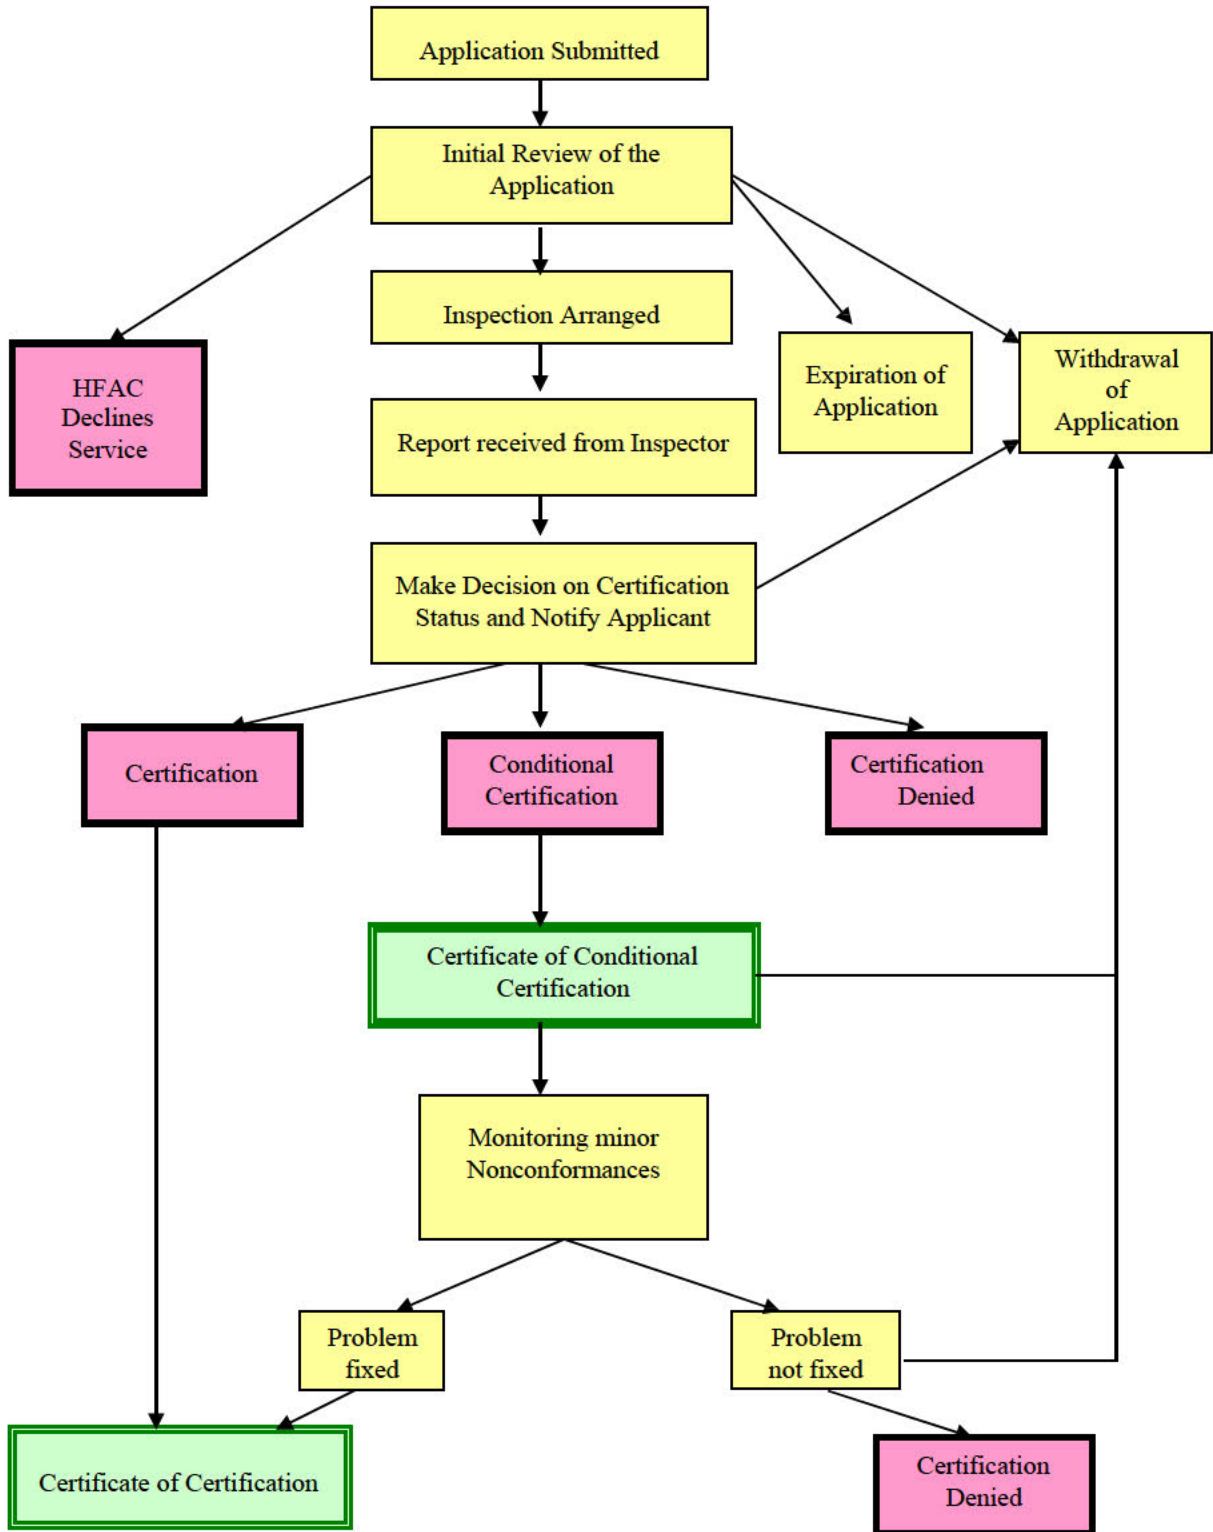 Application Submitted
Initial Review of the
Application
Inspection Arranged
HFAC
Declines
Service
Expiration of
Application
Withdrawal
of
Application
Report received from Inspector
Make Decision on Certification
Status and Notify Applicant
Certification
Conditional
Certification
Certification
Denied
Certificate of Conditional
Certification
Monitoring minor
Nonconformances
Problem
fixed
Problem
not fixed
Certificate of Certification
Certification
Denied